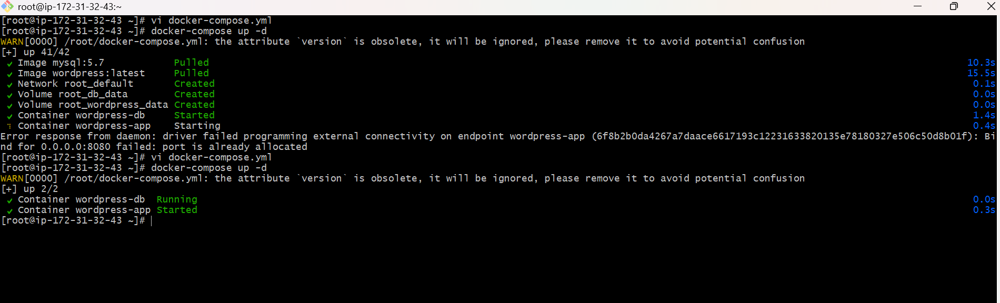 root@ip-172-31-32-43:~
[root@ip-172-31-32-43 ~]# vi docker-compose.yml
[root@ip-172-31-32-43 ~]# docker-compose up -d
WARN[0000] /root/docker-compose.yml: the attribute `version` is obsolete, it will be ignored, please remove it to avoid potential confusion
[+] up 41/42
✔ Image mysql:5.7 Pulled 10.3s
✔ Image wordpress:latest Pulled 15.5s
✔ Network root_default Created 0.1s
✔ Volume root_db_data Created 0.0s
✔ Volume root_wordpress_data Created 0.0s
✔ Container wordpress-db Started 1.4s
⠹ Container wordpress-app Starting 0.4s
Error response from daemon: driver failed programming external connectivity on endpoint wordpress-app (6f8b2b0da4267a7daace6617193c12231633820135e78180327e506c50d8b01f): Bi
nd for 0.0.0.0:8080 failed: port is already allocated
[root@ip-172-31-32-43 ~]# vi docker-compose.yml
[root@ip-172-31-32-43 ~]# docker-compose up -d
WARN[0000] /root/docker-compose.yml: the attribute `version` is obsolete, it will be ignored, please remove it to avoid potential confusion
[+] up 2/2
✔ Container wordpress-db Running 0.0s
✔ Container wordpress-app Started 0.3s
[root@ip-172-31-32-43 ~]#